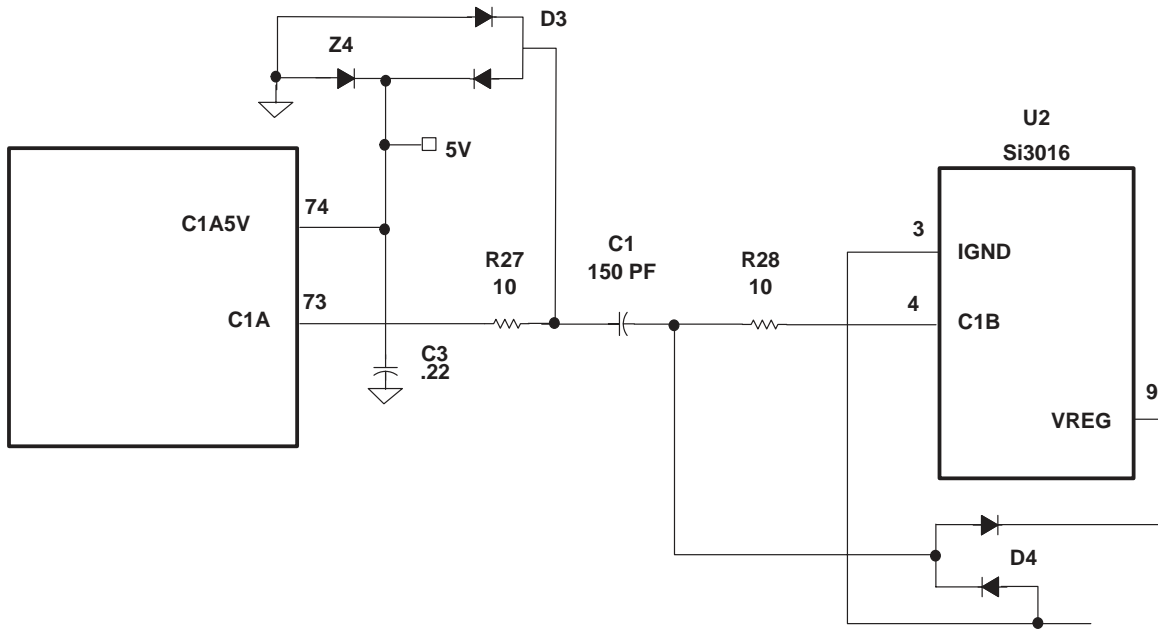 D3
Z4
5V
U2
Si3016
C1A5V
74
C1A
73
R27
10
C1
150 PF
R28
10
3
IGND
4
C1B
C3
.22
9
VREG
D4